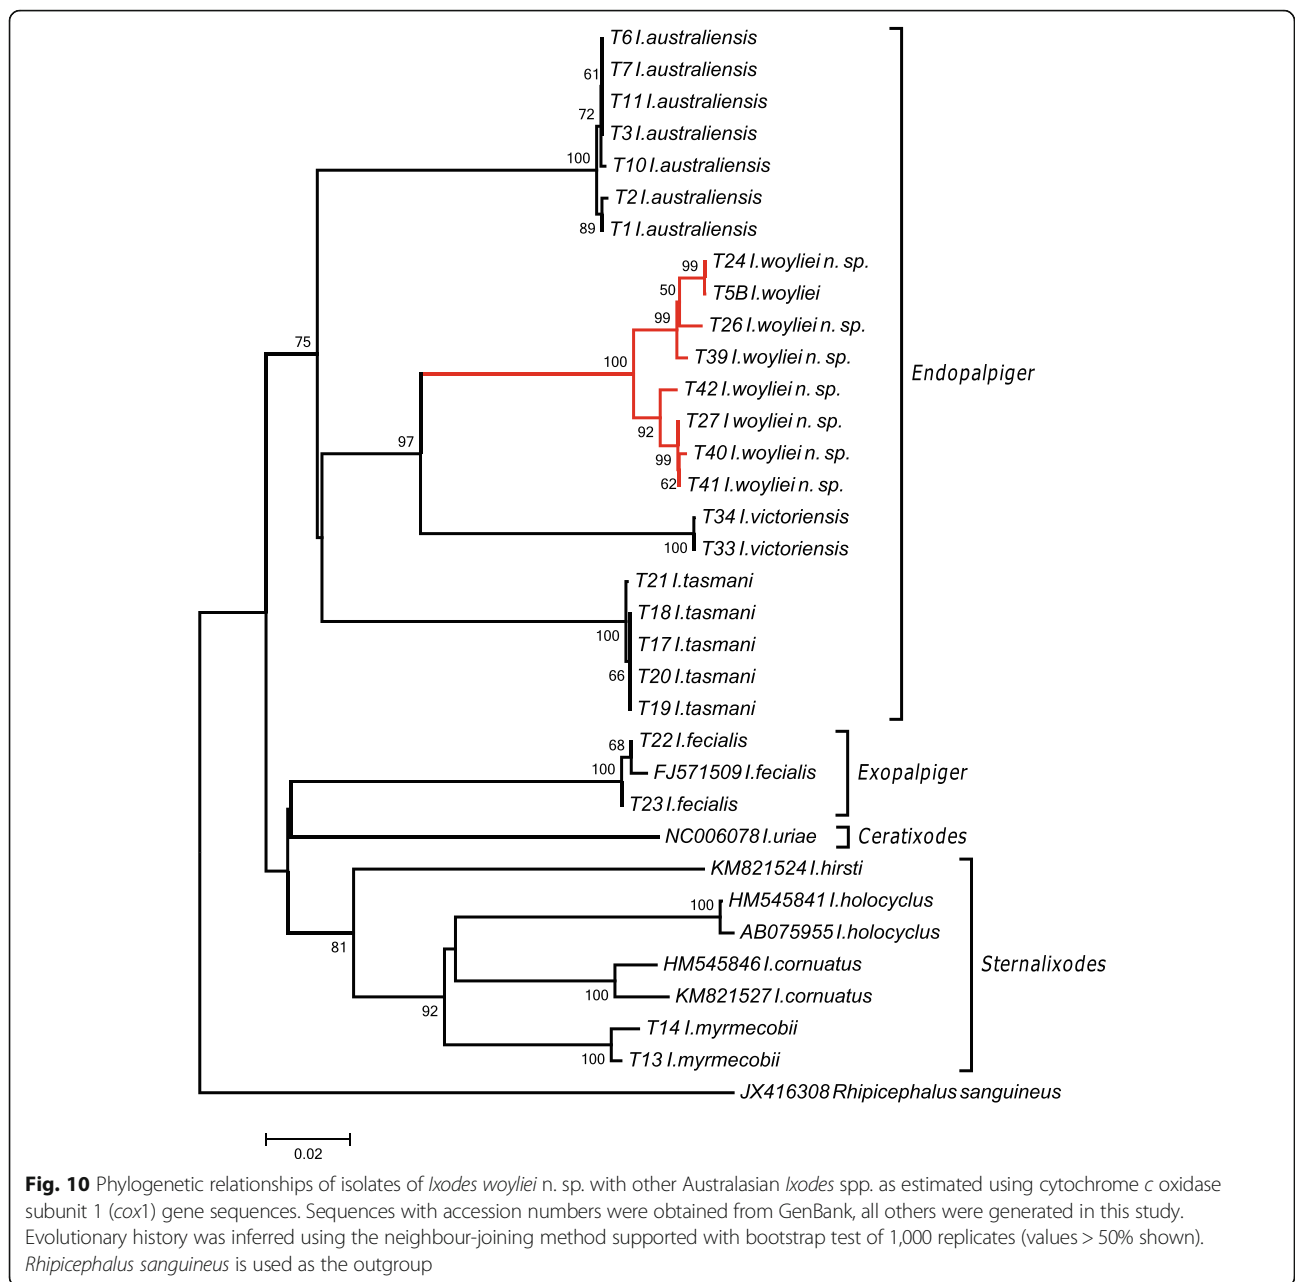 T6 I.australiensis
61
T7 I.australiensis
T11 I.australiensis
72
T3 I.australiensis
100
T10 I.australiensis
T2 I.australiensis
89
T1 I.australiensis
99
T24 I.woyliei n. sp.
50
T5B I.woyliei
99
T26 I.woyliei n. sp.
75
T39 I.woyliei n. sp.
100
Endopalpiger
T42 I.woyliei n. sp.
T27 I woyliei n. sp.
92
97
T40 I.woyliei n. sp.
99
62
T41 I.woyliei n. sp.
T34 I.victoriensis
100
T33 I.victoriensis
T21 I.tasmani
T18 I.tasmani
100
T17 I.tasmani
66
T20 I.tasmani
T19 I.tasmani
68
T22 I.fecialis
100
FJ571509 I.fecialis
Exopalpiger
T23 I.fecialis
NC006078 I.uriae
Ceratixodes
KM821524 I.hirsti
100
HM545841 I.holocyclus
AB075955 I.holocyclus
81
HM545846 I.cornuatus
Sternalixodes
100
KM821527 I.cornuatus
92
T14 I.myrmecobii
100
T13 I.myrmecobii
JX416308 Rhipicephalus sanguineus
0.02
Fig. 10 Phylogenetic relationships of isolates of Ixodes woyliei n. sp. with other Australasian Ixodes spp. as estimated using cytochrome c oxidase
subunit 1 (cox1) gene sequences. Sequences with accession numbers were obtained from GenBank, all others were generated in this study.
Evolutionary history was inferred using the neighbour-joining method supported with bootstrap test of 1,000 replicates (values > 50% shown).
Rhipicephalus sanguineus is used as the outgroup